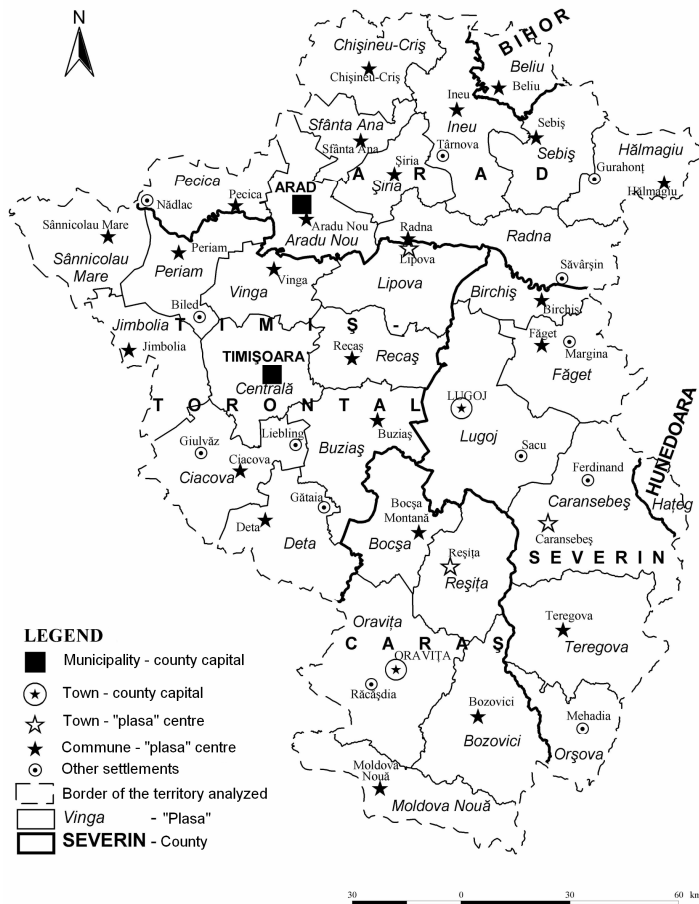 N
BIHOR
Chişineu-Criş
Chişineu-Criş
Beliu
Beliu
Ineu
Ineu
Sfânta Ana
Sfânta Ana
Sebiş
Sebiş
Târnova
Hălmagiu
Hălmagiu
Gurahonţ
Şiria
Şiria
A R A D
Pecica
Pecica
ARAD
Nădlac
Aradu Nou
Aradu Nou
Radna
Radna
Sânnicolau Mare
Sânnicolau
Mare
Periam
Periam
Lipova
Lipova
Săvârşin
Vinga
Vinga
Birchiş
Birchiş
Biled
Jimbolia
Jimbolia
T I M I Ş -
T O R O N T A L
TIMIŞOARA
Centrală
Recaş
Recaş
Făget
Făget
Margina
LUGOJ
Lugoj
Sacu
Buziaş
Buziaş
Liebling
Giulvăz
Ciacova
Ciacova
Gătaia
Deta
Deta
Ferdinand
Caransebeş
Caransebeş
HUNEDOARA
Haţeg
Bocşa
Montană
Bocşa
Reşiţa
Reşiţa
S E V E R I N
Oraviţa
C A R A Ş
ORAVIŢA
Răcăşdia
Teregova
Teregova
Bozovici
Bozovici
Mehadia
Orşova
Moldova
Nouă
Moldova Nouă
LEGEND
Municipality - county capital
Town - county capital
Town - "plasa" centre
Commune - "plasa" centre
Other settlements
Border of the territory analyzed
Vinga - "Plasa"
SEVERIN - County
30 0 30 60 km